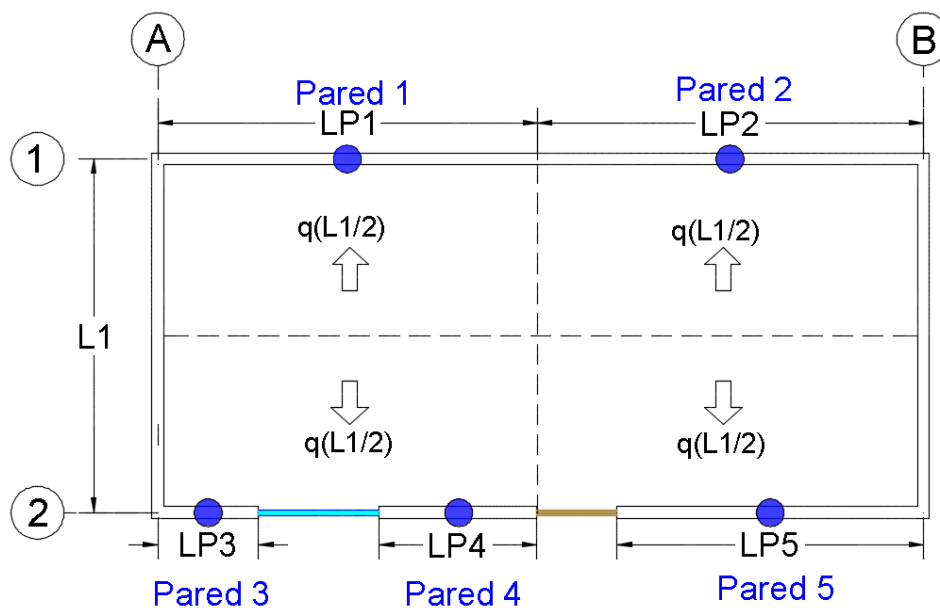 A
B
Pared 1
Pared 2
LP1
LP2
1
q(L1/2)
q(L1/2)
L1
q(L1/2)
q(L1/2)
2
LP3
LP4
LP5
Pared 3
Pared 4
Pared 5